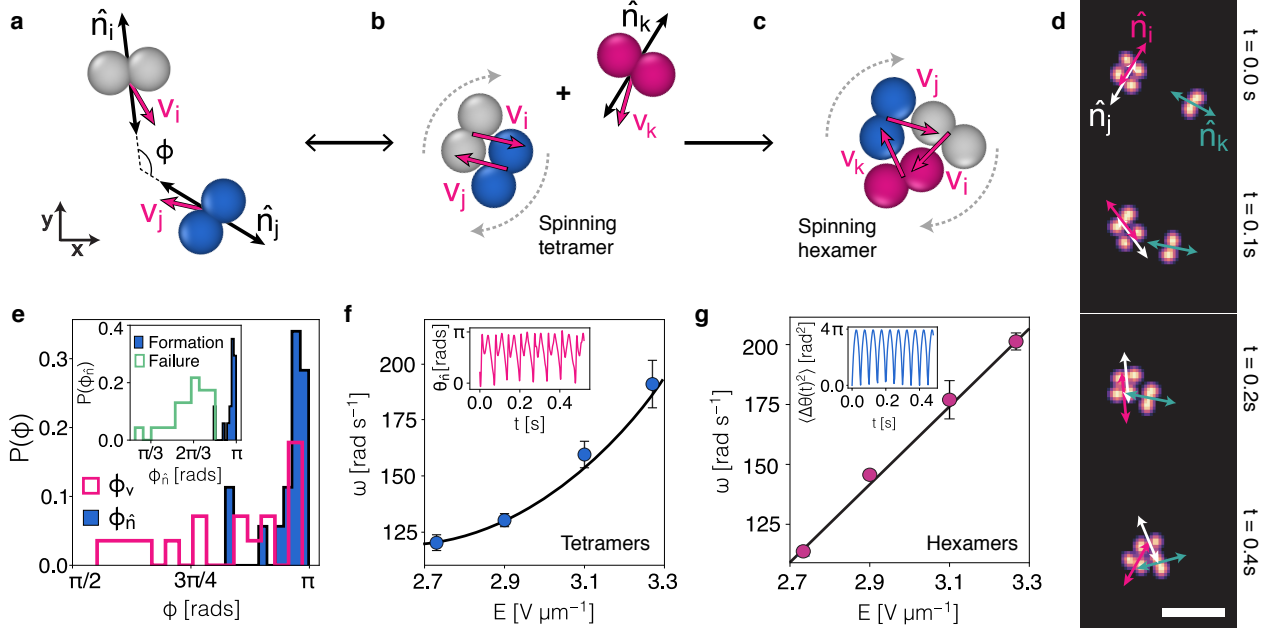 a
n̂i
vi
ϕ
vj
n̂j
y
x
b
n̂k
vi
+
vk
vj
Spinning
tetramer
c
vj
vk
vi
Spinning
hexamer
d
n̂i
n̂j
n̂k
t = 0.0 s
t = 0.1s
t = 0.2s
t = 0.4s
e
P(ϕ)
0.3
0.2
0.1
0.0
π/2
3π/4
π
ϕ [rads]
ϕv
ϕn̂
Formation
Failure
P(ϕn̂)
0.4
0.2
0.0
π/3
2π/3
π
ϕn̂ [rads]
f
ω [rad s⁻¹]
200
175
150
125
2.7
2.9
3.1
3.3
E [V μm⁻¹]
Tetramers
θn̂ [rads]
π
0
0.0
0.2
0.4
t [s]
g
ω [rad s⁻¹]
200
175
150
125
2.7
2.9
3.1
3.3
E [V μm⁻¹]
Hexamers
⟨Δθ(t)²⟩ [rad²]
4π
0.0
0.0
0.2
0.4
t [s]